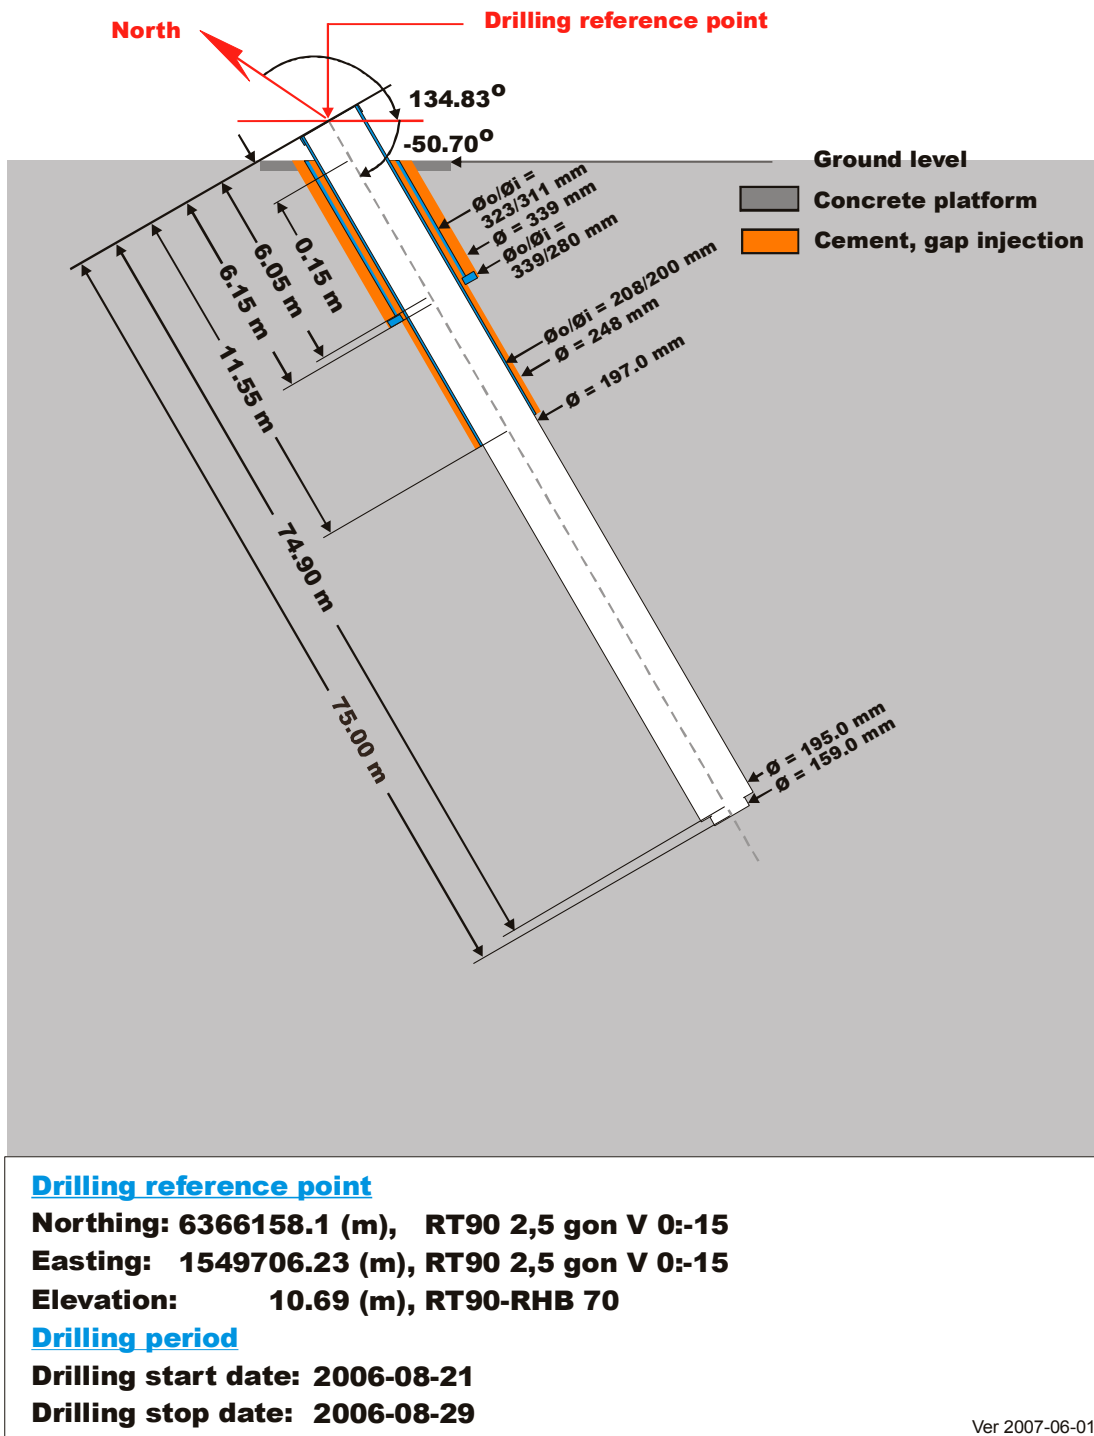 Drilling reference point
North
134.83°
-50.70°
Ground level
Concrete platform
Cement, gap injection
Øo/Øi =
323/311 mm
Ø = 339 mm
Øo/Øi =
339/280 mm
Øo/Øi = 208/200 mm
Ø = 248 mm
Ø = 197.0 mm
0.15 m
6.05 m
6.15 m
11.55 m
74.90 m
75.00 m
Ø = 195.0 mm
Ø = 159.0 mm
Drilling reference point
Northing: 6366158.1 (m), RT90 2,5 gon V 0:-15
Easting: 1549706.23 (m), RT90 2,5 gon V 0:-15
Elevation: 10.69 (m), RT90-RHB 70
Drilling period
Drilling start date: 2006-08-21
Drilling stop date: 2006-08-29
Ver 2007-06-01